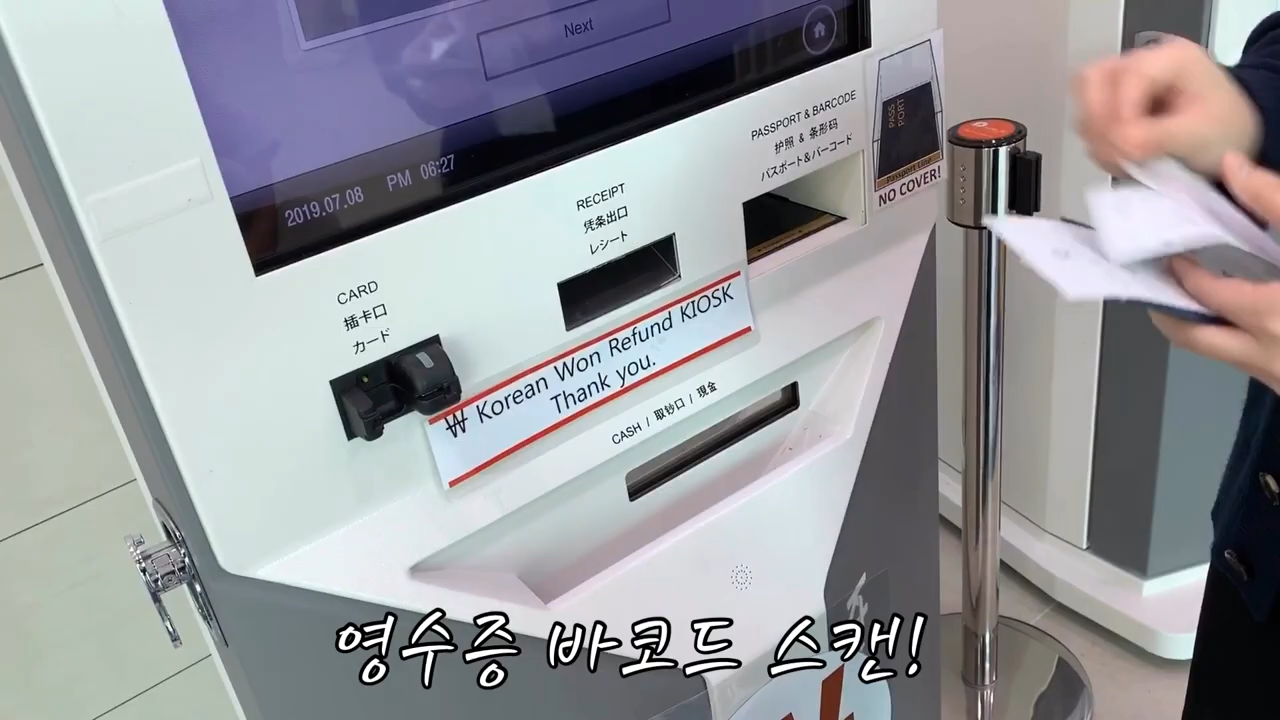 Next
2019.07.08 PM 06:27
PASSPORT & BARCODE
护照 & 条形码
パスポート&バーコード
PASS
PORT
Passport Line
NO COVER!
RECEIPT
凭条出口
レシート
CARD
插卡口
カード
₩ Korean Won Refund KIOSK
Thank you.
CASH / 取钞口 / 現金
영수증 바코드 스캔!